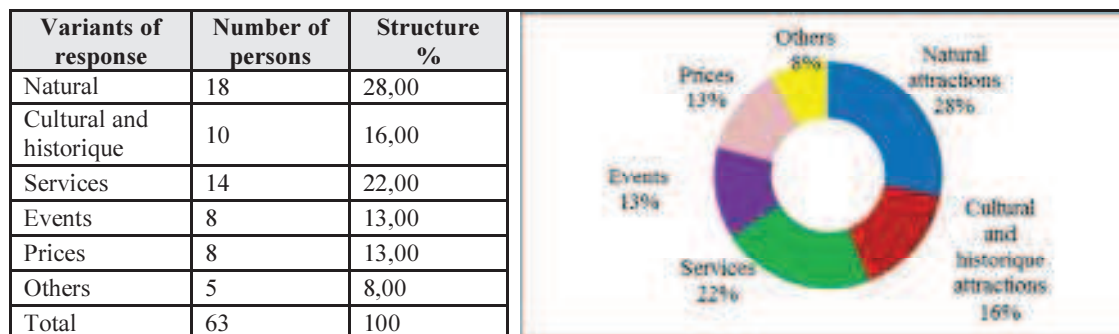 Variants of response Number of persons Structure %
Natural 18 28,00
Cultural and historique 10 16,00
Services 14 22,00
Events 8 13,00
Prices 8 13,00
Others 5 8,00
Total 63 100
Others
8%
Natural
attractions
28%
Prices
13%
Events
13%
Cultural
and
historique
attractions
16%
Services
22%